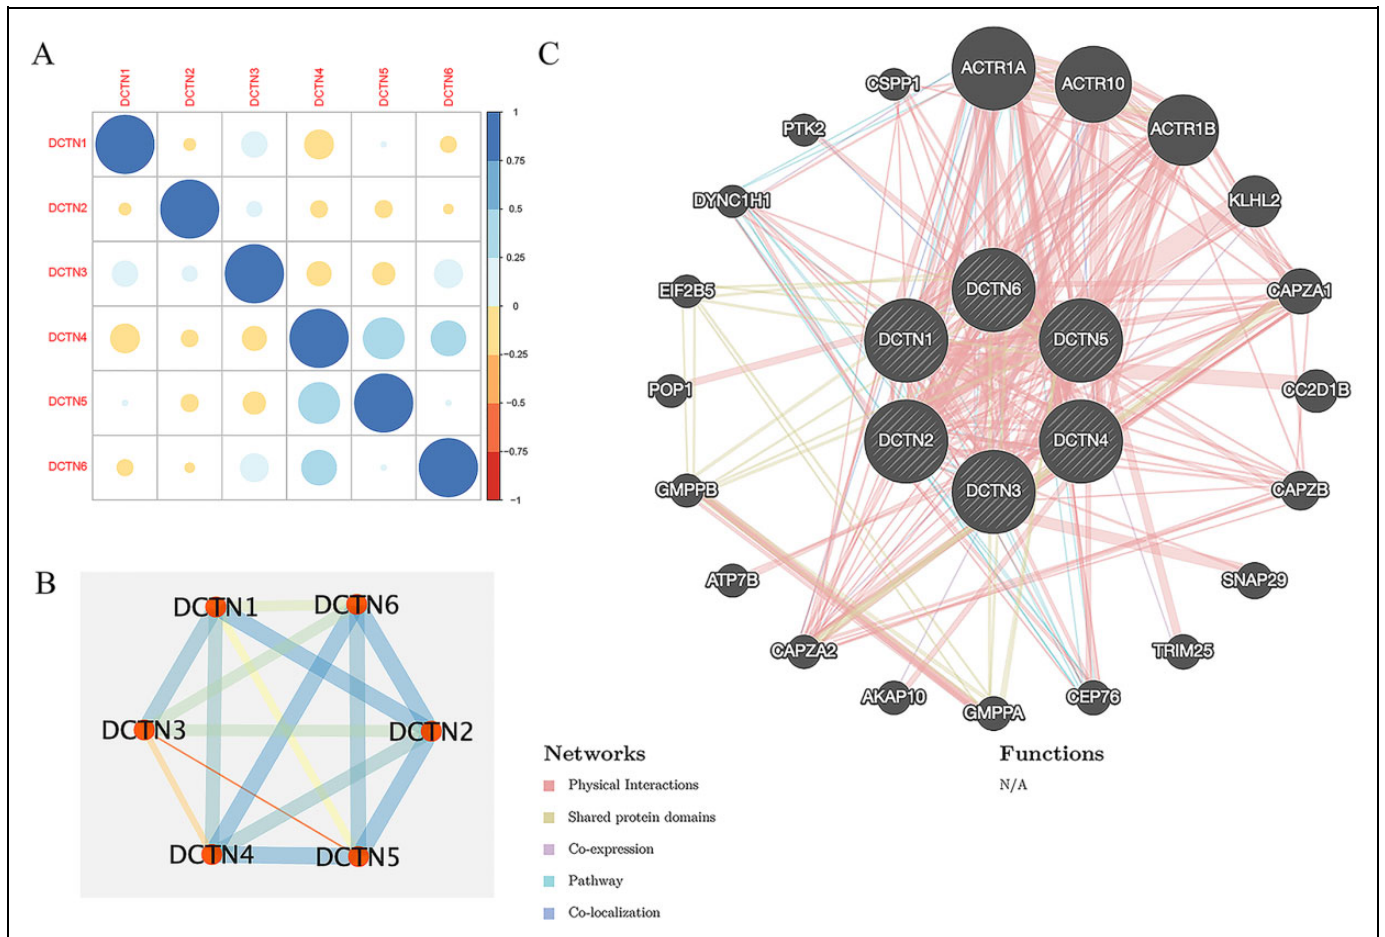 A
DCTN1 DCTN2 DCTN3 DCTN4 DCTN5 DCTN6
DCTN1
DCTN2
DCTN3
DCTN4
DCTN5
DCTN6
1
0.75
0.5
0.25
0
-0.25
-0.5
-0.75
-1
B
DCTN1 DCTN6
DCTN3 DCTN2
DCTN4 DCTN5
C
ACTR1A
ACTR10
CSPP1
ACTR1B
PTK2
DYNC1H1
KLHL2
DCTN6
EIF2B5
CAPZA1
DCTN1 DCTN5
POP1
CC2D1B
DCTN2 DCTN4
GMPPB
DCTN3
CAPZB
ATP7B
SNAP29
CAPZA2
TRIM25
AKAP10
CEP76
GMPPA
Networks
Physical Interactions
Shared protein domains
Co-expression
Pathway
Co-localization
Functions
N/A